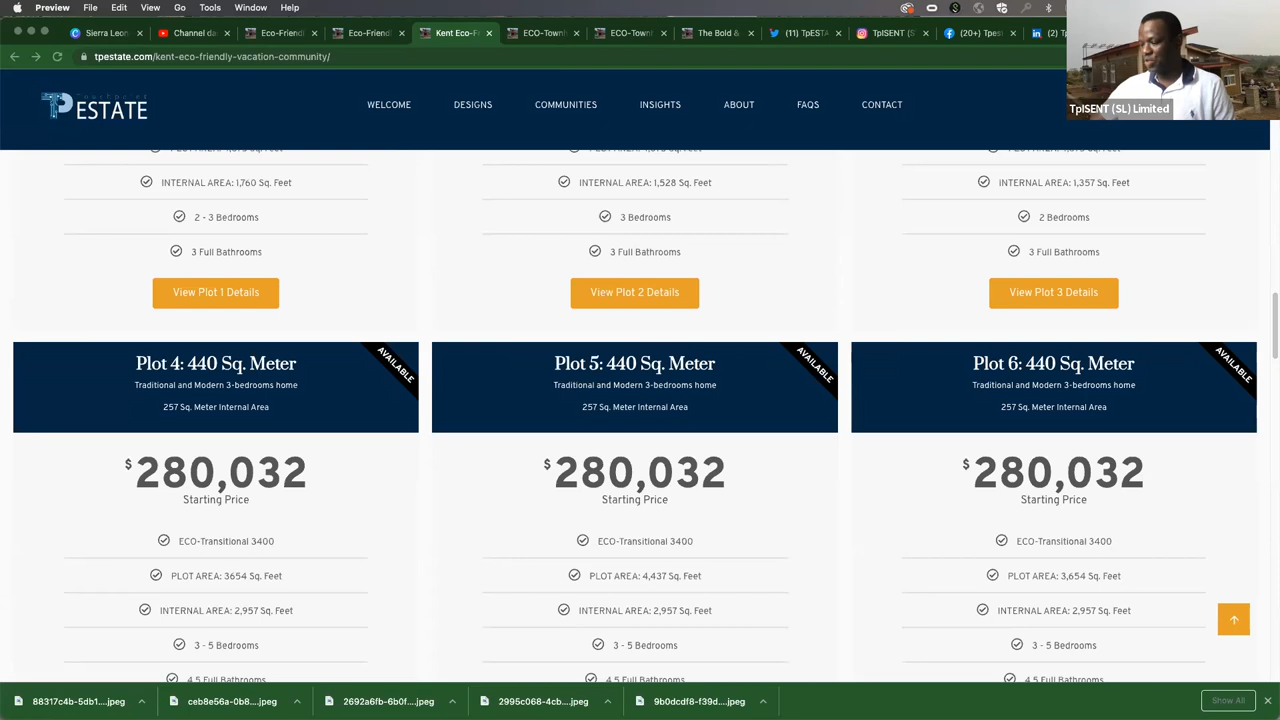 Preview File Edit View Go Tools Window Help
Sierra Leon
Channel da
Eco-Friendl
Eco-Friendl
Kent Eco-F
ECO-Townh
ECO-Townh
The Bold &
(11) TpESTA
TpISENT (S
(20+) Tpest
(2) T
tpestate.com/kent-eco-friendly-vacation-community/
TP ESTATE
WELCOME DESIGNS COMMUNITIES INSIGHTS ABOUT FAQS CONTACT
TpISENT (SL) Limited
INTERNAL AREA: 1,760 Sq. Feet
2 - 3 Bedrooms
3 Full Bathrooms
View Plot 1 Details
INTERNAL AREA: 1,528 Sq. Feet
3 Bedrooms
3 Full Bathrooms
View Plot 2 Details
INTERNAL AREA: 1,357 Sq. Feet
2 Bedrooms
3 Full Bathrooms
View Plot 3 Details
Plot 4: 440 Sq. Meter
AVAILABLE
Traditional and Modern 3-bedrooms home
257 Sq. Meter Internal Area
$280,032
Starting Price
ECO-Transitional 3400
PLOT AREA: 3654 Sq. Feet
INTERNAL AREA: 2,957 Sq. Feet
3 - 5 Bedrooms
4.5 Full Bathrooms
Plot 5: 440 Sq. Meter
AVAILABLE
Traditional and Modern 3-bedrooms home
257 Sq. Meter Internal Area
$280,032
Starting Price
ECO-Transitional 3400
PLOT AREA: 4,437 Sq. Feet
INTERNAL AREA: 2,957 Sq. Feet
3 - 5 Bedrooms
4.5 Full Bathrooms
Plot 6: 440 Sq. Meter
AVAILABLE
Traditional and Modern 3-bedrooms home
257 Sq. Meter Internal Area
$280,032
Starting Price
ECO-Transitional 3400
PLOT AREA: 3,654 Sq. Feet
INTERNAL AREA: 2,957 Sq. Feet
3 - 5 Bedrooms
4.5 Full Bathrooms
88317c4b-5db1....jpeg
ceb8e56a-0b8....jpeg
2692a6fb-6b0f....jpeg
2995c068-4cb....jpeg
9b0dcdf8-f39d....jpeg
Show All